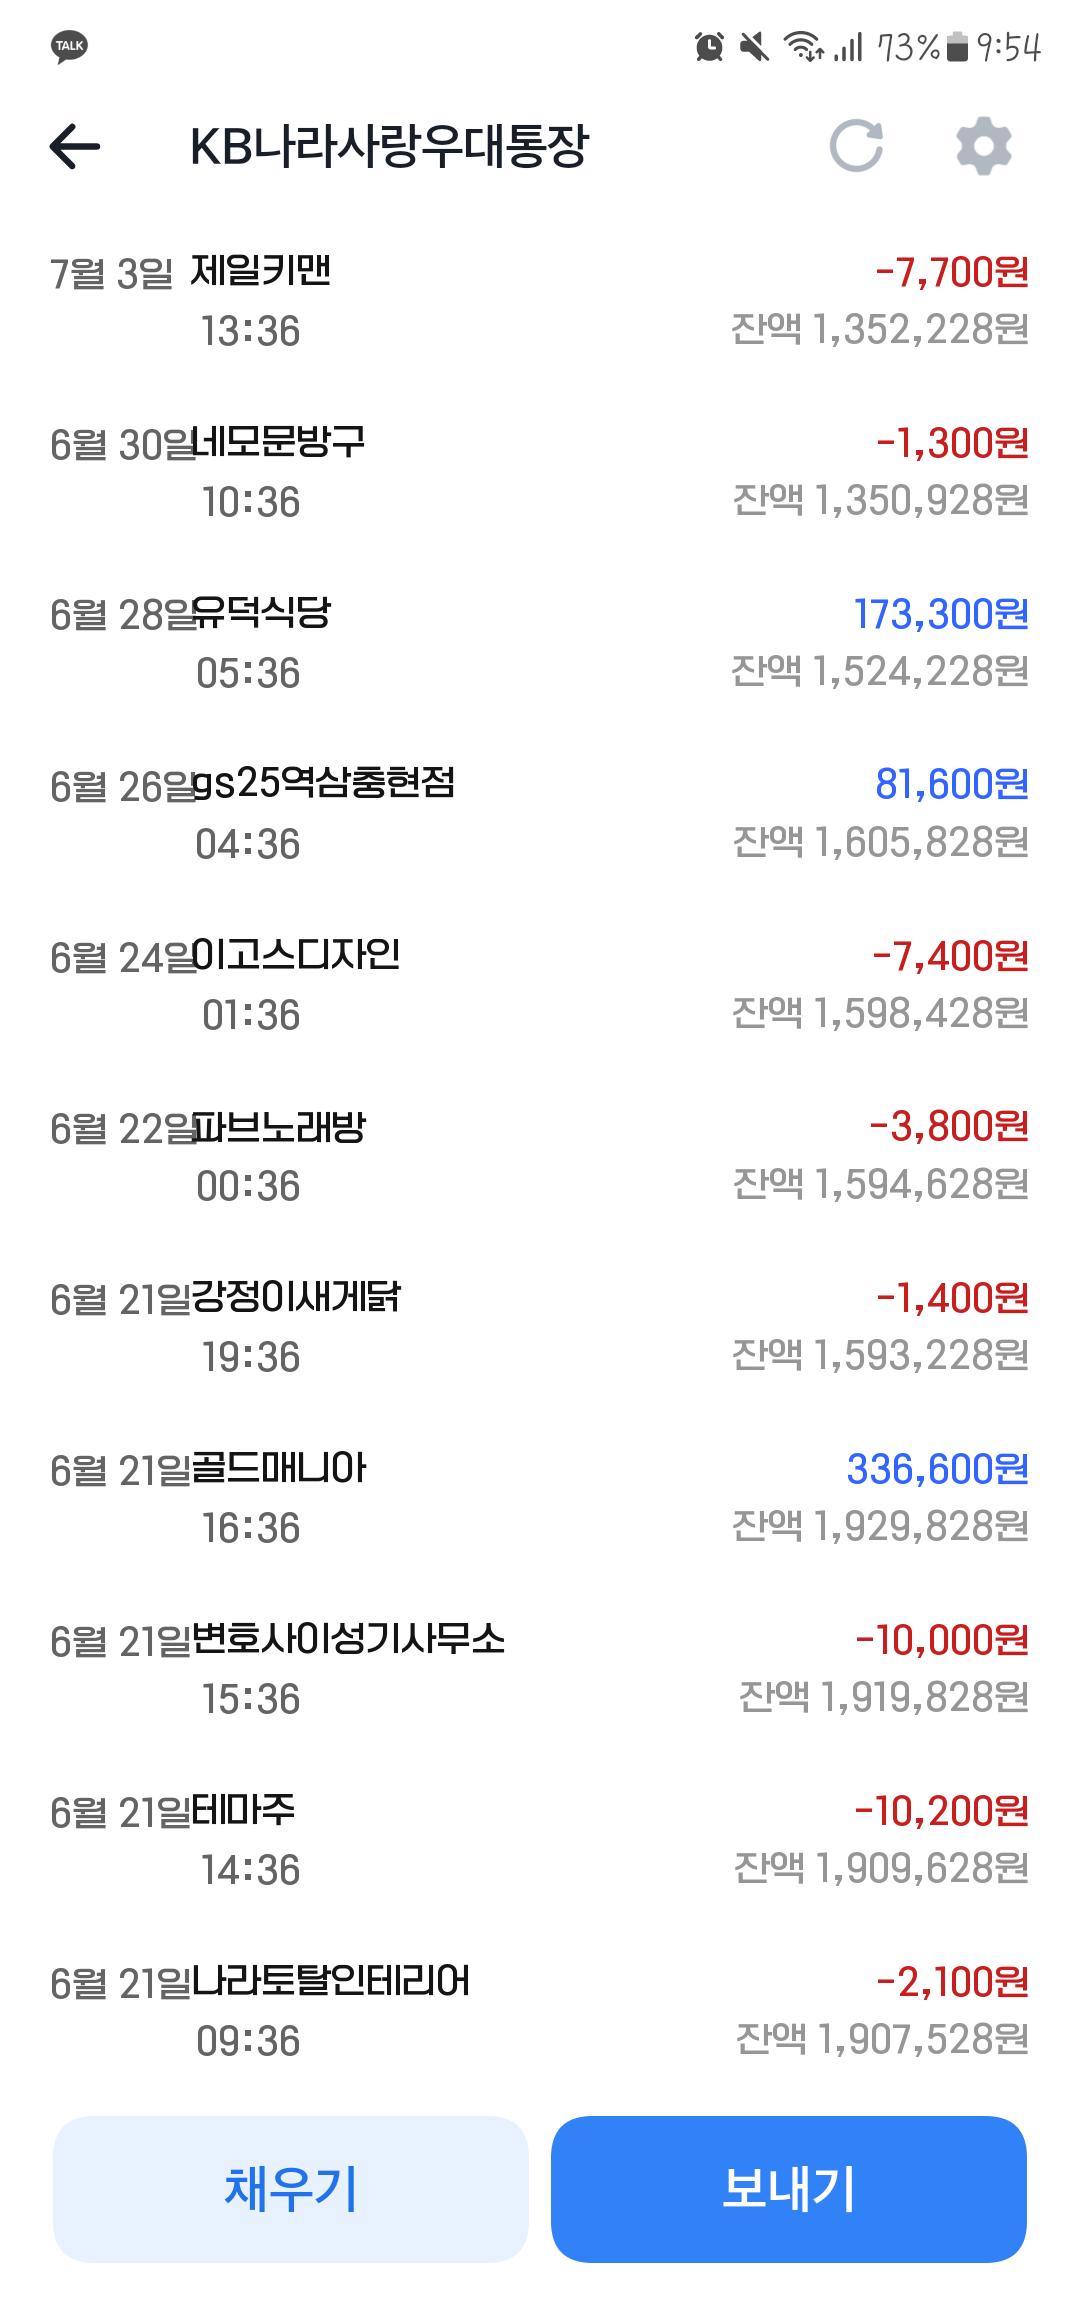 TALK 73% 9:54
KB나라사랑우대통장
7월 3일 제일키맨 -7,700원
13:36 잔액 1,352,228원
6월 30일 네모문방구 -1,300원
10:36 잔액 1,350,928원
6월 28일 유덕식당 173,300원
05:36 잔액 1,524,228원
6월 26일 gs25역삼충현점 81,600원
04:36 잔액 1,605,828원
6월 24일 이고스디자인 -7,400원
01:36 잔액 1,598,428원
6월 22일 파브노래방 -3,800원
00:36 잔액 1,594,628원
6월 21일 강정이새게닭 -1,400원
19:36 잔액 1,593,228원
6월 21일 골드매니아 336,600원
16:36 잔액 1,929,828원
6월 21일 변호사이성기사무소 -10,000원
15:36 잔액 1,919,828원
6월 21일 테마주 -10,200원
14:36 잔액 1,909,628원
6월 21일 나라토탈인테리어 -2,100원
09:36 잔액 1,907,528원
채우기 보내기